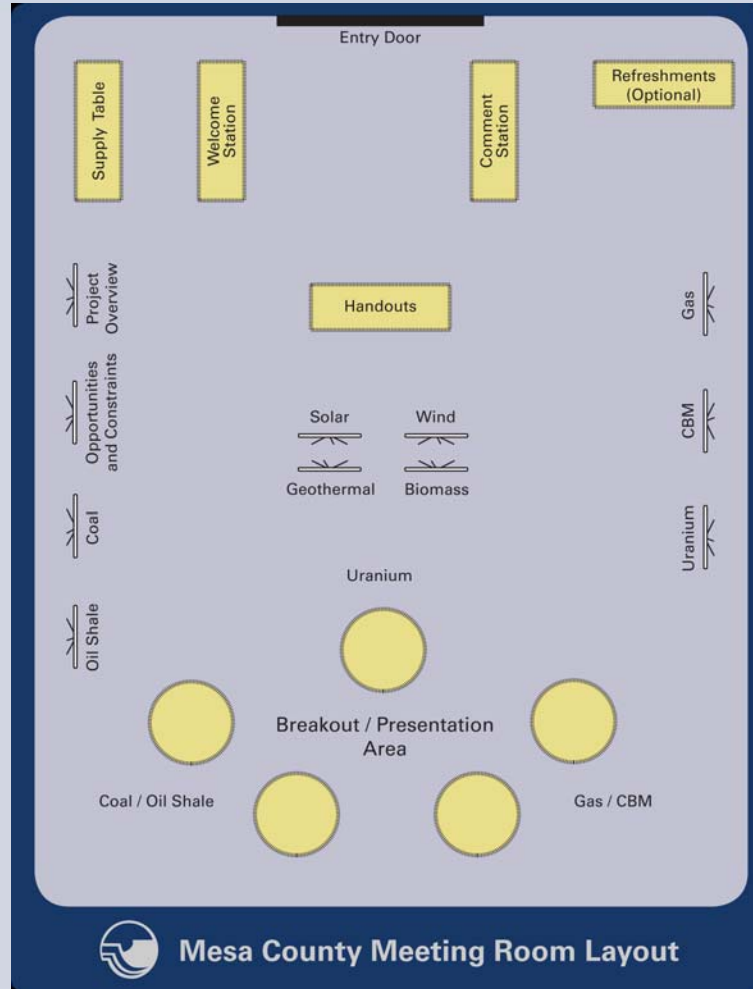 Entry Door
Supply Table
Welcome
Station
Comment
Station
Refreshments
(Optional)
Project
Overview
Handouts
Gas
Opportunities
and Constraints
Solar
Wind
CBM
Geothermal
Biomass
Coal
Uranium
Uranium
Oil Shale
Breakout / Presentation
Area
Coal / Oil Shale
Gas / CBM
Mesa County Meeting Room Layout